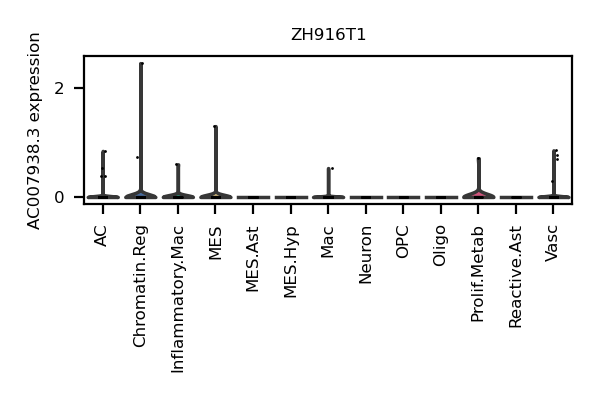 ZH916T1
AC007938.3 expression
2
0
AC
Chromatin.Reg
Inflammatory.Mac
MES
MES.Ast
MES.Hyp
Mac
Neuron
OPC
Oligo
Prolif.Metab
Reactive.Ast
Vasc